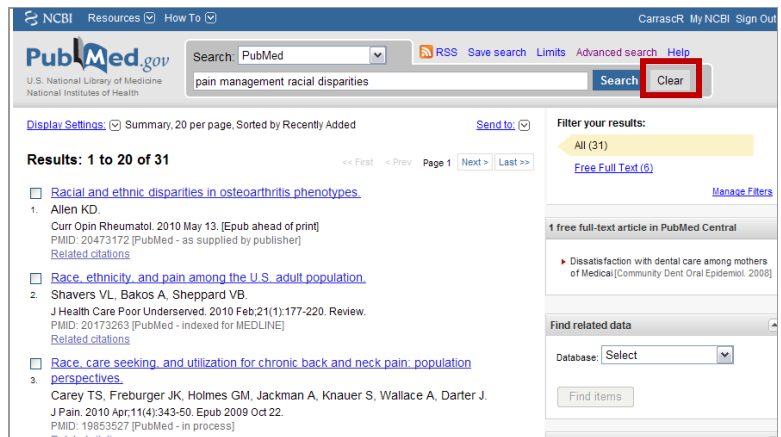 NCBI Resources How To CarrascR My NCBI Sign Out
PubMed.gov
U.S. National Library of Medicine
National Institutes of Health
Search: PubMed
RSS Save search Limits Advanced search Help
pain management racial disparities
Search Clear
Display Settings: Summary, 20 per page, Sorted by Recently Added
Send to:
Results: 1 to 20 of 31
<< First < Prev Page 1 Next > Last >>
Racial and ethnic disparities in osteoarthritis phenotypes.
1. Allen KD.
Curr Opin Rheumatol. 2010 May 13. [Epub ahead of print]
PMID: 20473172 [PubMed - as supplied by publisher]
Related citations
Race, ethnicity, and pain among the U.S. adult population.
2. Shavers VL, Bakos A, Sheppard VB.
J Health Care Poor Underserved. 2010 Feb;21(1):177-220. Review.
PMID: 20173263 [PubMed - indexed for MEDLINE]
Related citations
Race, care seeking, and utilization for chronic back and neck pain: population
3. perspectives.
Carey TS, Freburger JK, Holmes GM, Jackman A, Knauer S, Wallace A, Darter J.
J Pain. 2010 Apr;11(4):343-50. Epub 2009 Oct 22.
PMID: 19853527 [PubMed - in process]
Filter your results:
All (31)
Free Full Text (6)
Manage Filters
1 free full-text article in PubMed Central
Dissatisfaction with dental care among mothers
of Medicai [Community Dent Oral Epidemiol. 2008]
Find related data
Database: Select
Find items